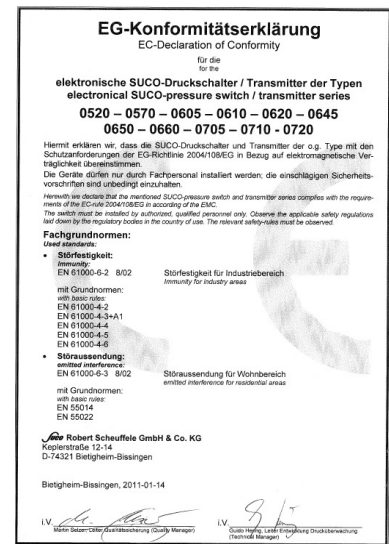 EG-Konformitätserklärung
EC-Declaration of Conformity
für die
for the
elektronische SUCO-Druckschalter / Transmitter der Typen
electronical SUCO-pressure switch / transmitter series
0520 – 0570 – 0605 – 0610 – 0620 – 0645
0650 – 0660 – 0705 – 0710 - 0720
Hiermit erklären wir, dass die SUCO-Druckschalter und Transmitter der o.g. Type mit den
Schutzanforderungen der EG-Richtlinie 2004/108/EG in Bezug auf elektromagnetische Ver-
träglichkeit übereinstimmen.
Die Geräte dürfen nur durch Fachpersonal installiert werden; die einschlägigen Sicherheits-
vorschriften sind unbedingt einzuhalten.
Herewith we declare that the mentioned SUCO-pressure switch and transmitter series complies with the require-
ments of the EC-rule 2004/108/EG in according of the EMC.
The switch must be installed by authorized, qualified personnel only. Observe the applicable safety regulations
laid down by the regulatory bodies in the country of use. The relevant safety-rules must be observed.
Fachgrundnormen:
Used standards:
• Störfestigkeit:
Immunity:
EN 61000-6-2 8/02 Störfestigkeit für Industriebereich
Immunity for industry areas
mit Grundnormen:
with basic rules:
EN 61000-4-2
EN 61000-4-3+A1
EN 61000-4-4
EN 61000-4-5
EN 61000-4-6
• Störaussendung:
emitted interference:
EN 61000-6-3 8/02 Störaussendung für Wohnbereich
emitted interference for residential areas
mit Grundnormen:
with basic rules:
EN 55014
EN 55022
Suco Robert Scheuffele GmbH & Co. KG
Keplerstraße 12-14
D-74321 Bietigheim-Bissingen
Bietigheim-Bissingen, 2011-01-14
i.V. i.V.
Martin Setzer, Leiter Qualitätssicherung (Quality Manager) Guido Hering, Leiter Entwicklung Drucküberwachung
(Technical Manager)